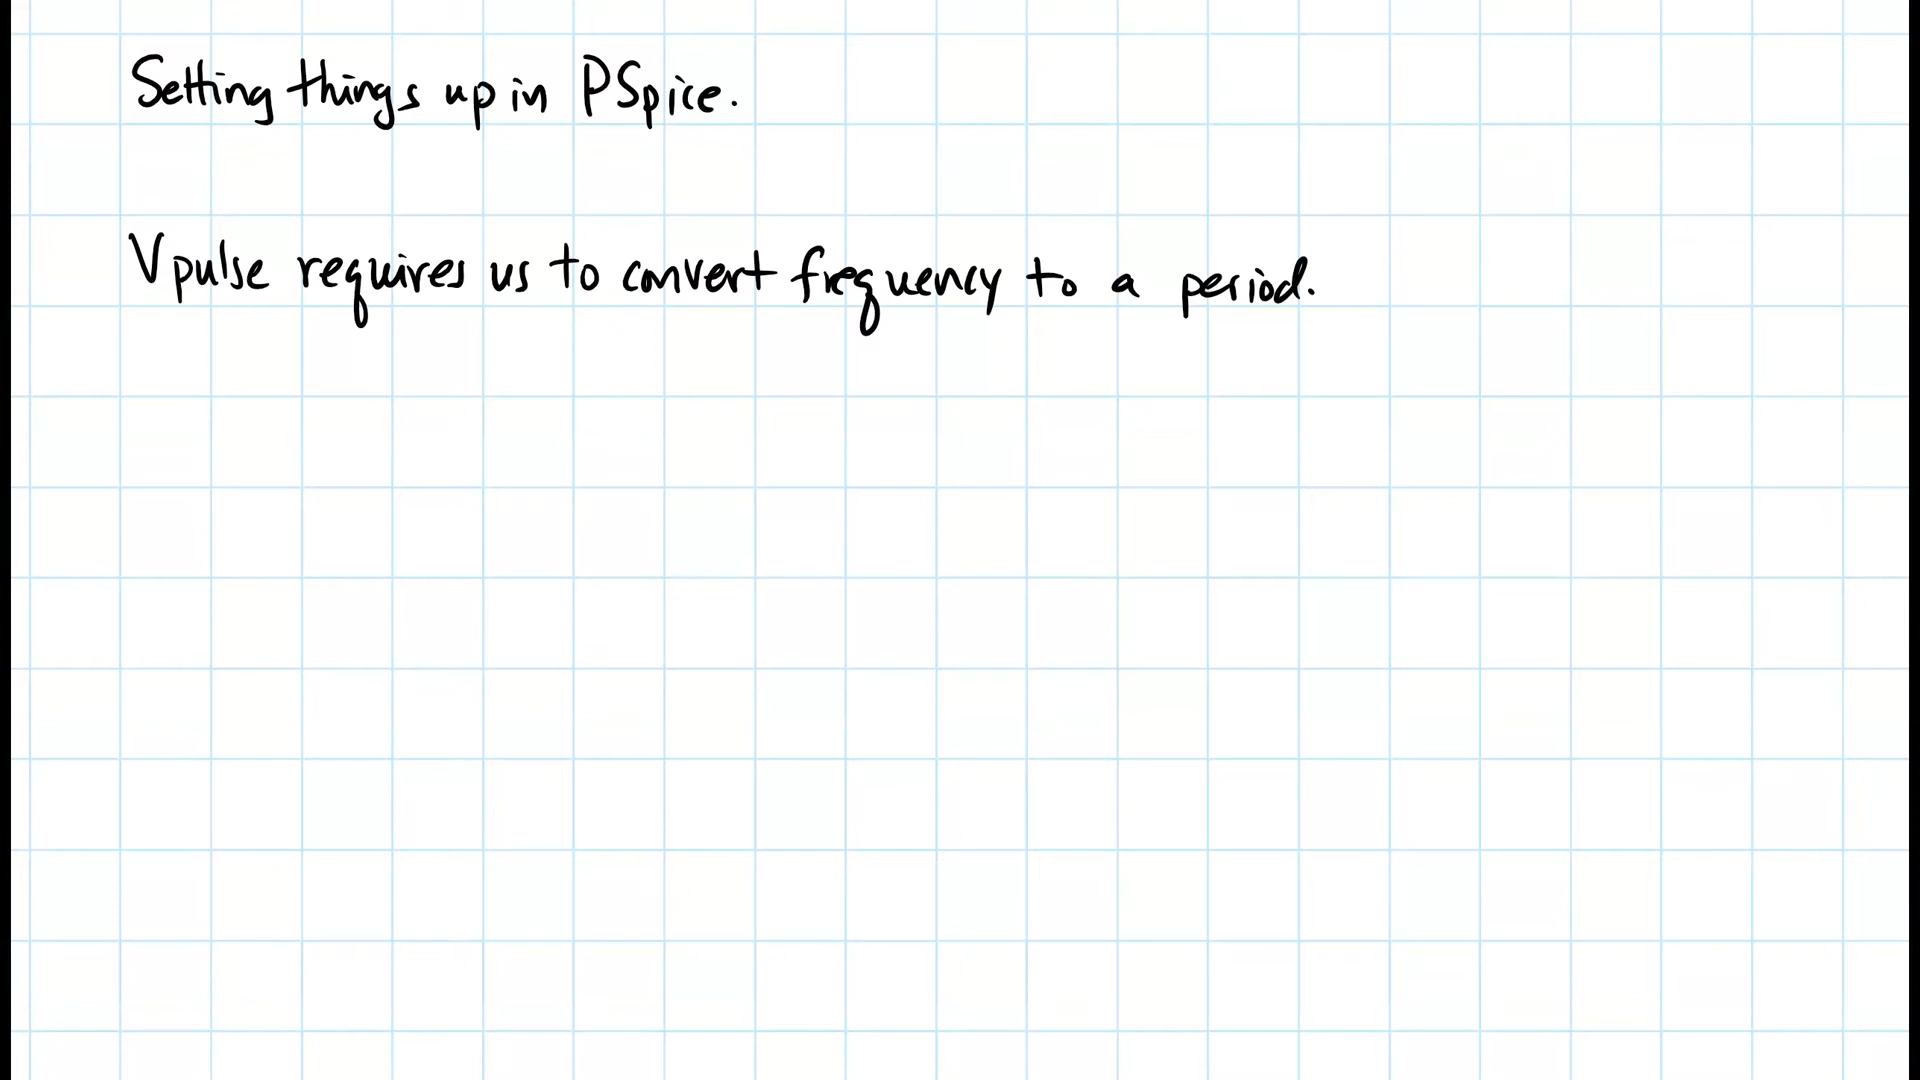 Setting things up in PSpice.
Vpulse requires us to convert frequency to a period.